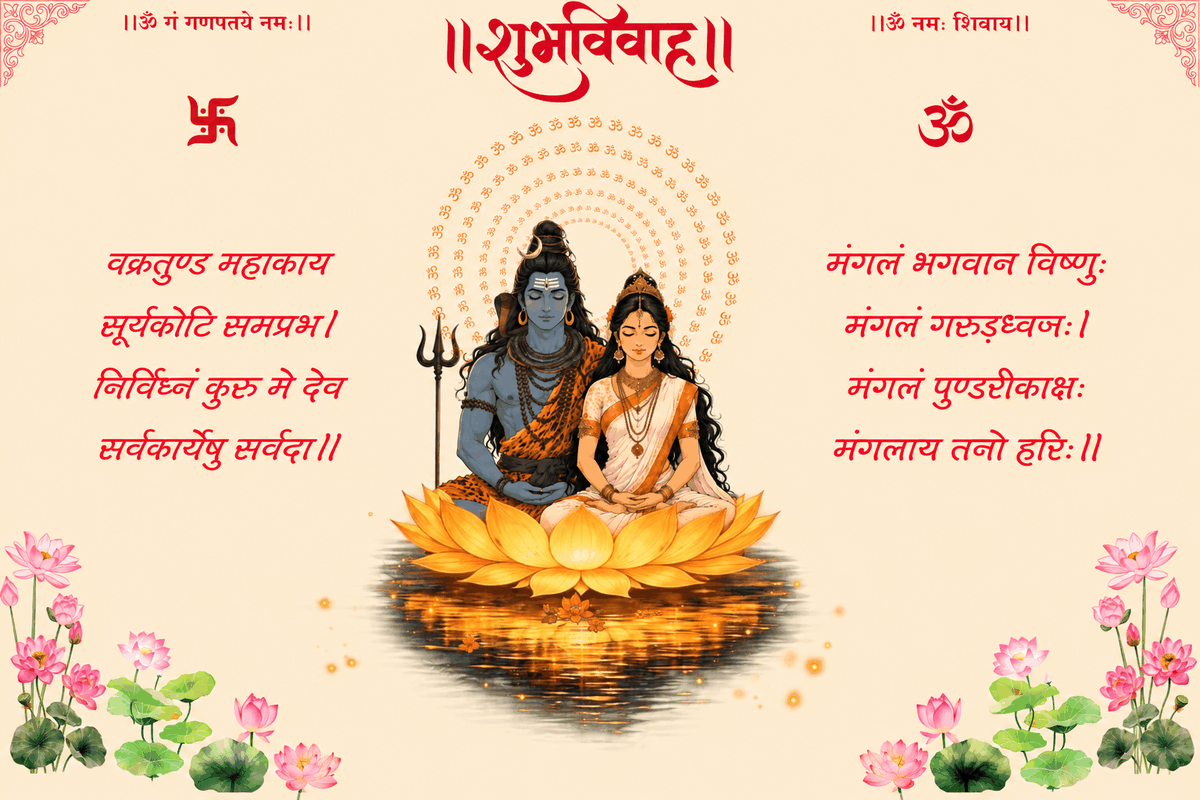 ||ॐ गं गणपतये नमः||
||शुभविवाह||
||ॐ नमः शिवाय||
ॐ
वक्रतुण्ड महाकाय
सूर्यकोटि समप्रभ।
निर्विघ्नं कुरु मे देव
सर्वकार्येषु सर्वदा॥
मंगलं भगवान विष्णुः
मंगलं गरुड़ध्वजः।
मंगलं पुण्डरीकाक्षः
मंगलाय तनो हरिः॥